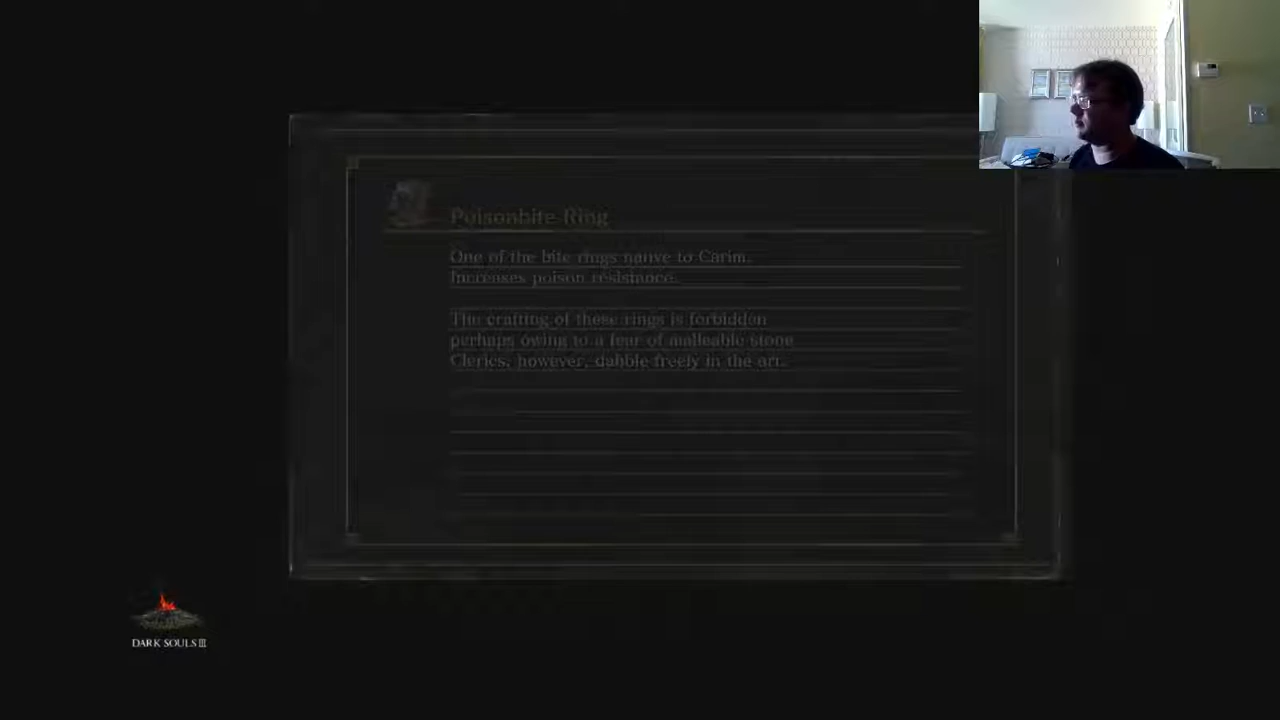 Poisonbite Ring
One of the bite rings native to Carim.
Increases poison resistance.
The crafting of these rings is forbidden
perhaps owing to a fear of malleable stone
Clerics, however, dabble freely in the art.
DARK SOULS III